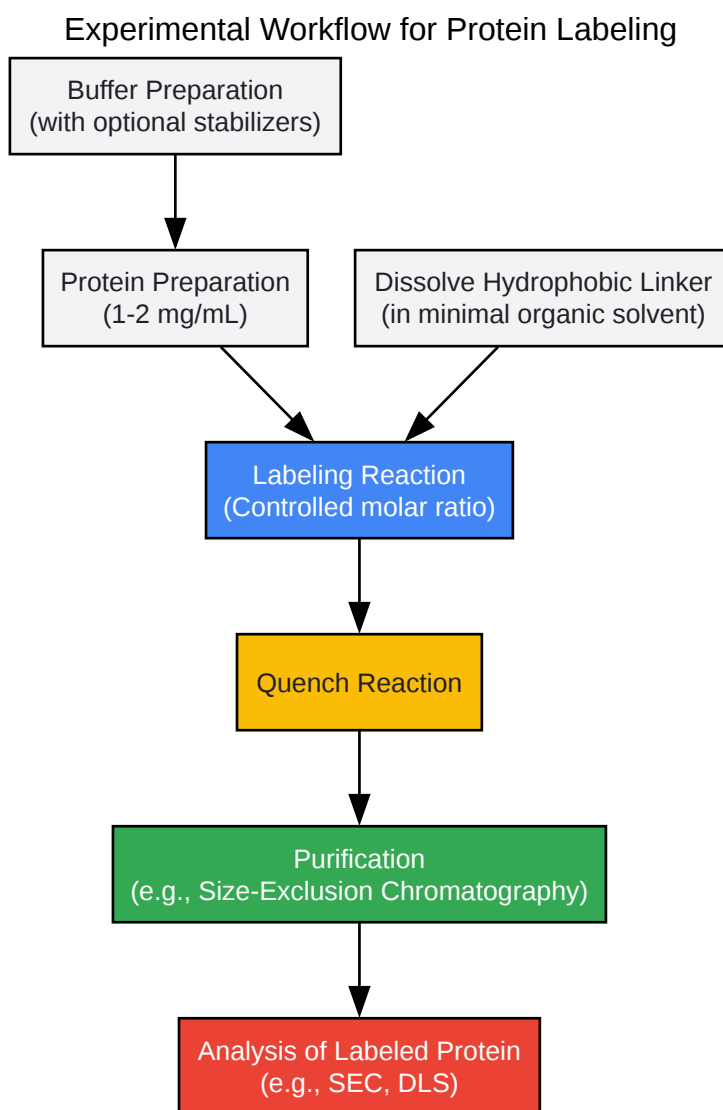 Experimental Workflow for Protein Labeling
Buffer Preparation
(with optional stabilizers)
Protein Preparation
(1-2 mg/mL)
Dissolve Hydrophobic Linker
(in minimal organic solvent)
Labeling Reaction
(Controlled molar ratio)
Quench Reaction
Purification
(e.g., Size-Exclusion Chromatography)
Analysis of Labeled Protein
(e.g., SEC, DLS)